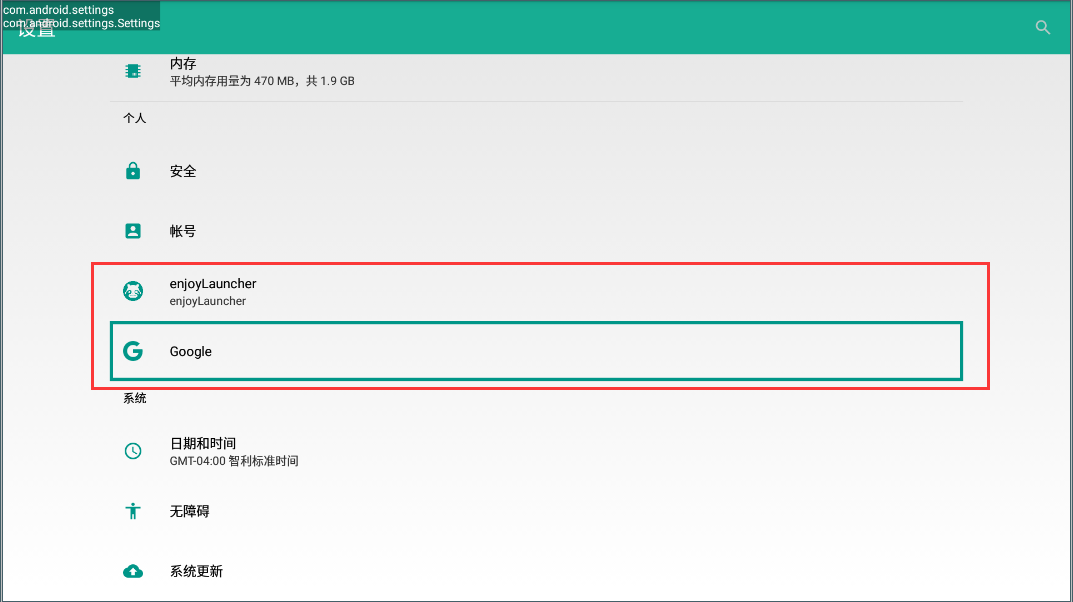 com.android.settings
com.android.settings.Settings
设置
内存
平均内存用量为 470 MB，共 1.9 GB
个人
安全
帐号
enjoyLauncher
enjoyLauncher
Google
系统
日期和时间
GMT-04:00 智利标准时间
无障碍
系统更新